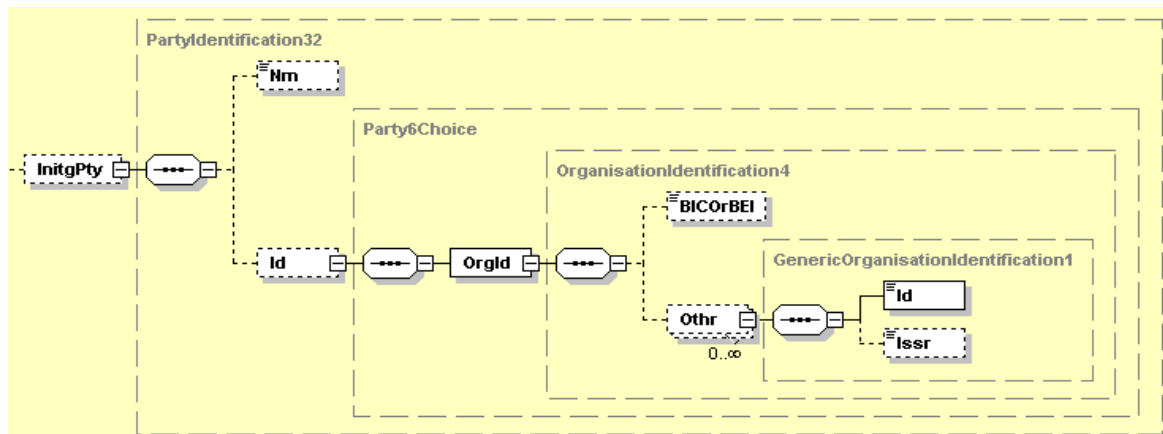 PartyIdentification32
Nm
Party6Choice
InitgPty
OrganisationIdentification4
BICOrBEI
Id
OrgId
GenericOrganisationIdentification1
Id
Othr
0..∞
Issr